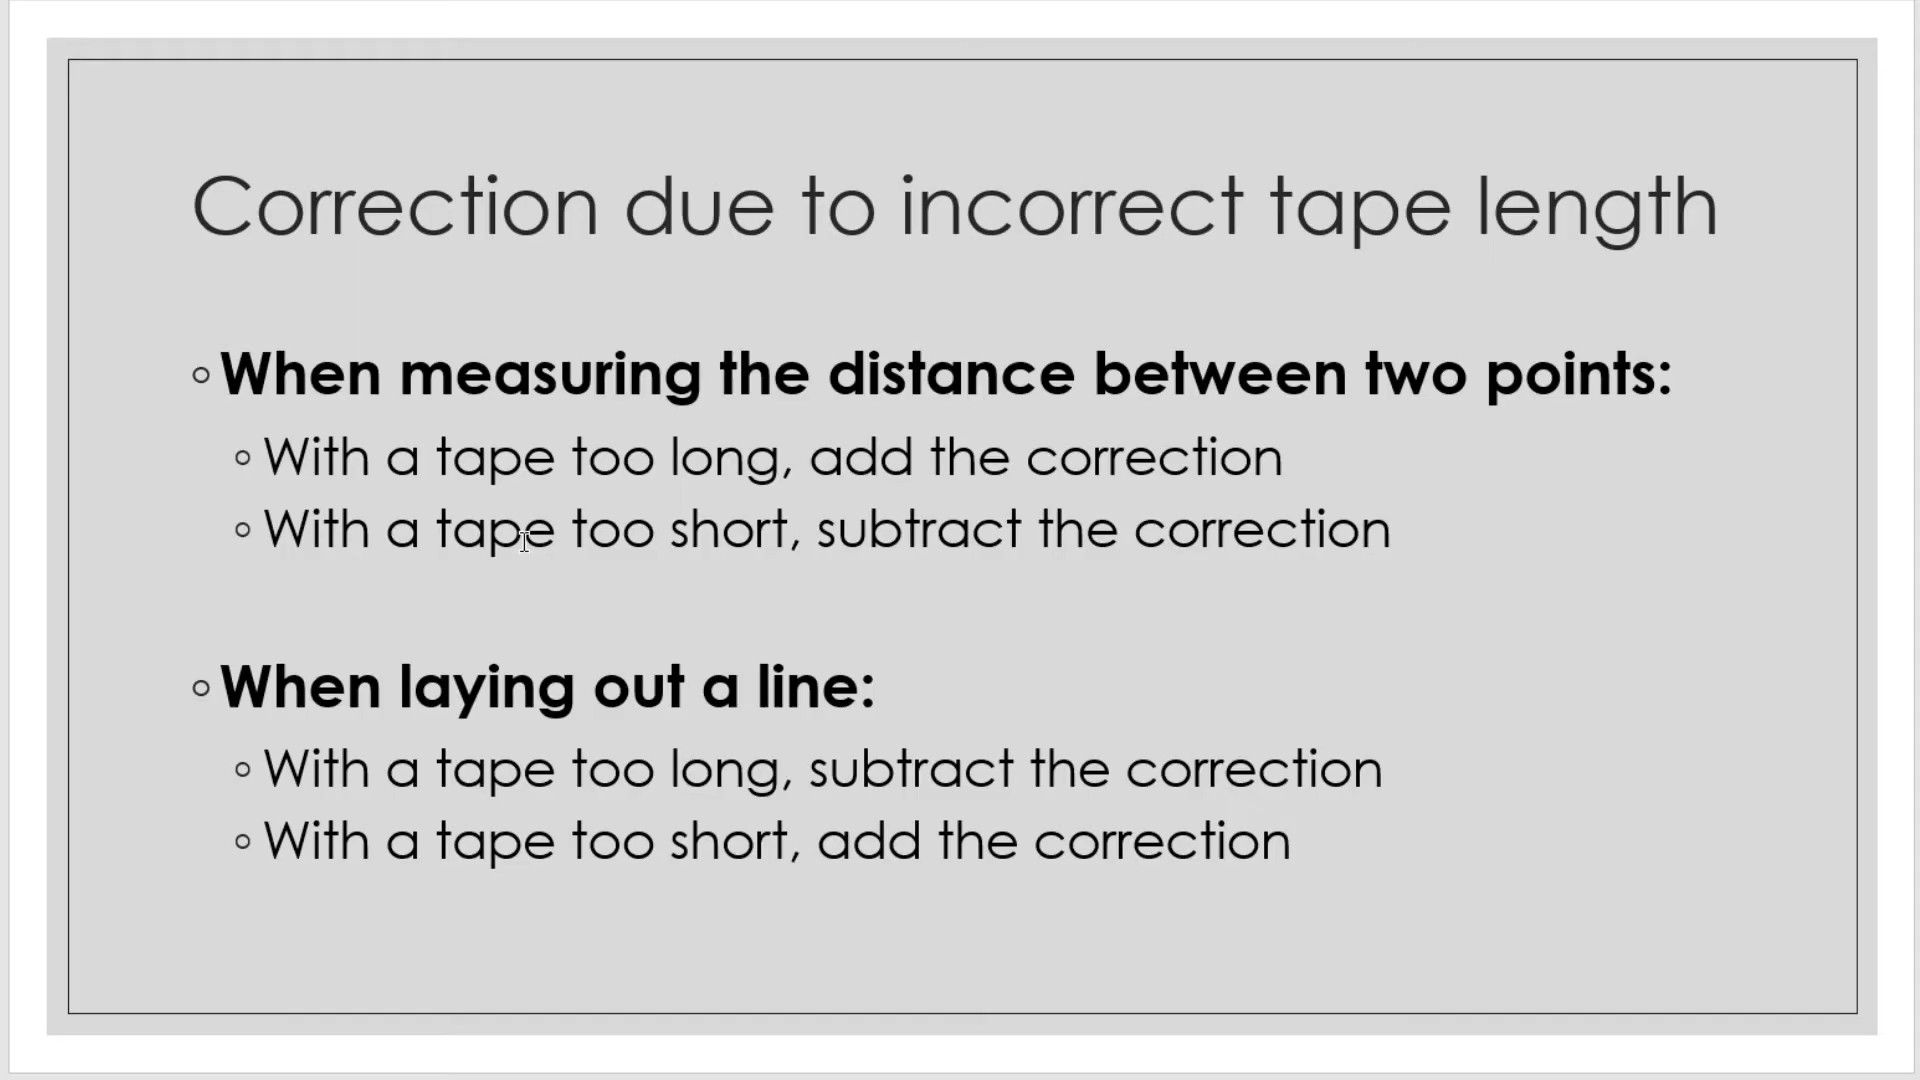 Correction due to incorrect tape length
When measuring the distance between two points:
With a tape too long, add the correction
With a tape too short, subtract the correction
When laying out a line:
With a tape too long, subtract the correction
With a tape too short, add the correction